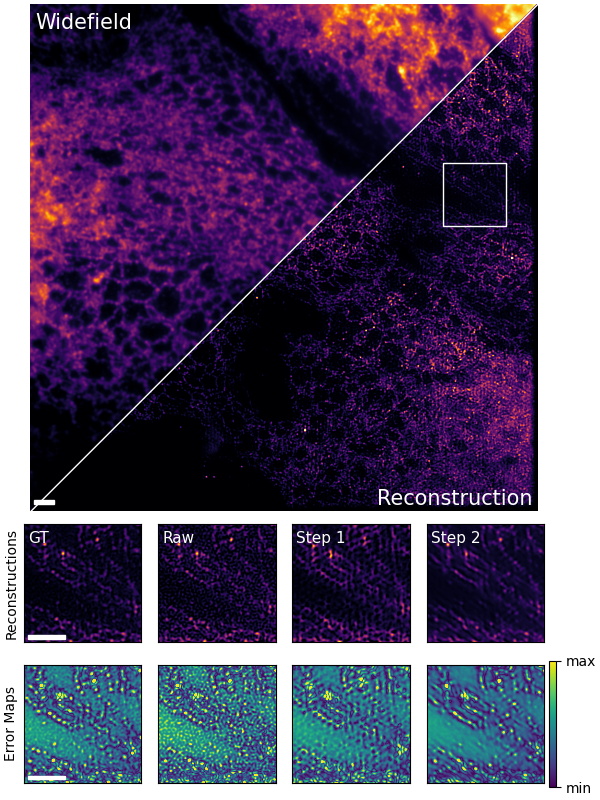 Widefield
Reconstruction
Reconstructions
GT
Raw
Step 1
Step 2
Error Maps
max
min